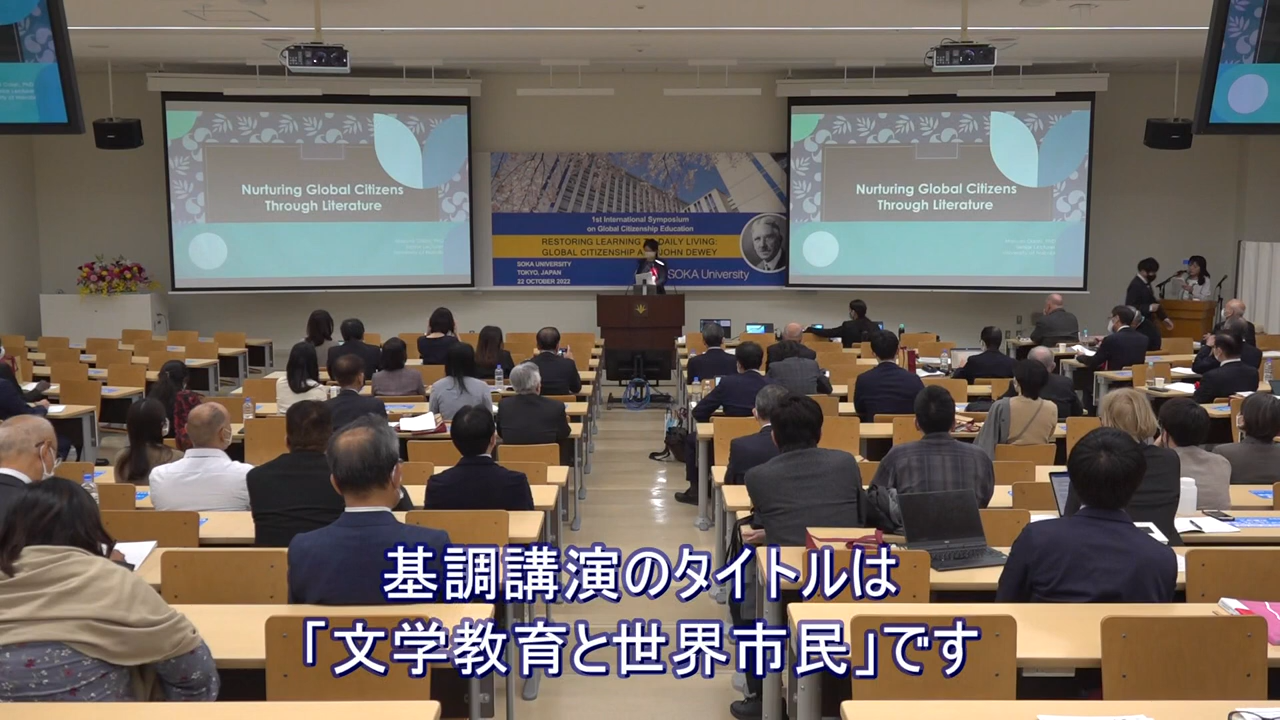 Nurturing Global Citizens
Through Literature
1st International Symposium
on Global Citizenship Education
RESTORING LEARNING
DAILY LIVING:
GLOBAL CITIZENSHIP
JOHN DEWEY
SOKA UNIVERSITY
TOKYO, JAPAN
22 OCTOBER 2022
SOKA University
Nurturing Global Citizens
Through Literature
基調講演のタイトルは
「文学教育と世界市民」です